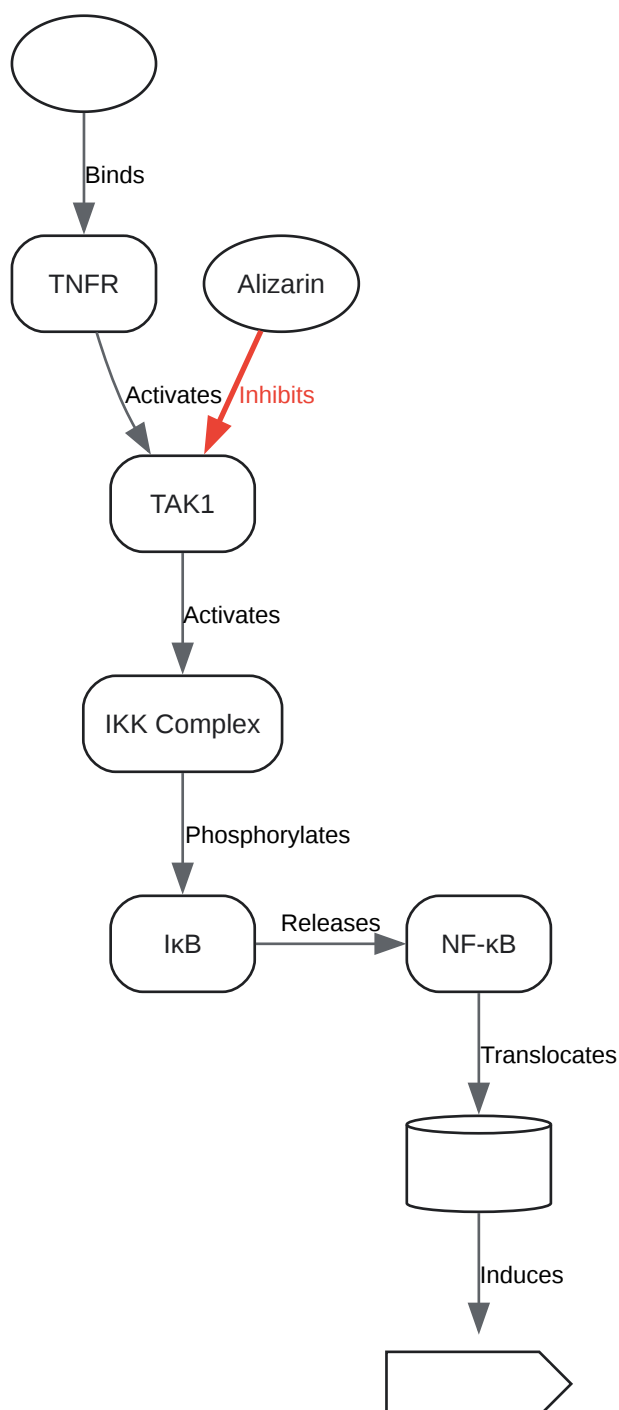 Binds
TNFR
Alizarin
Activates
Inhibits
TAK1
Activates
IKK Complex
Phosphorylates
IκB
Releases
NF-κB
Translocates
Induces